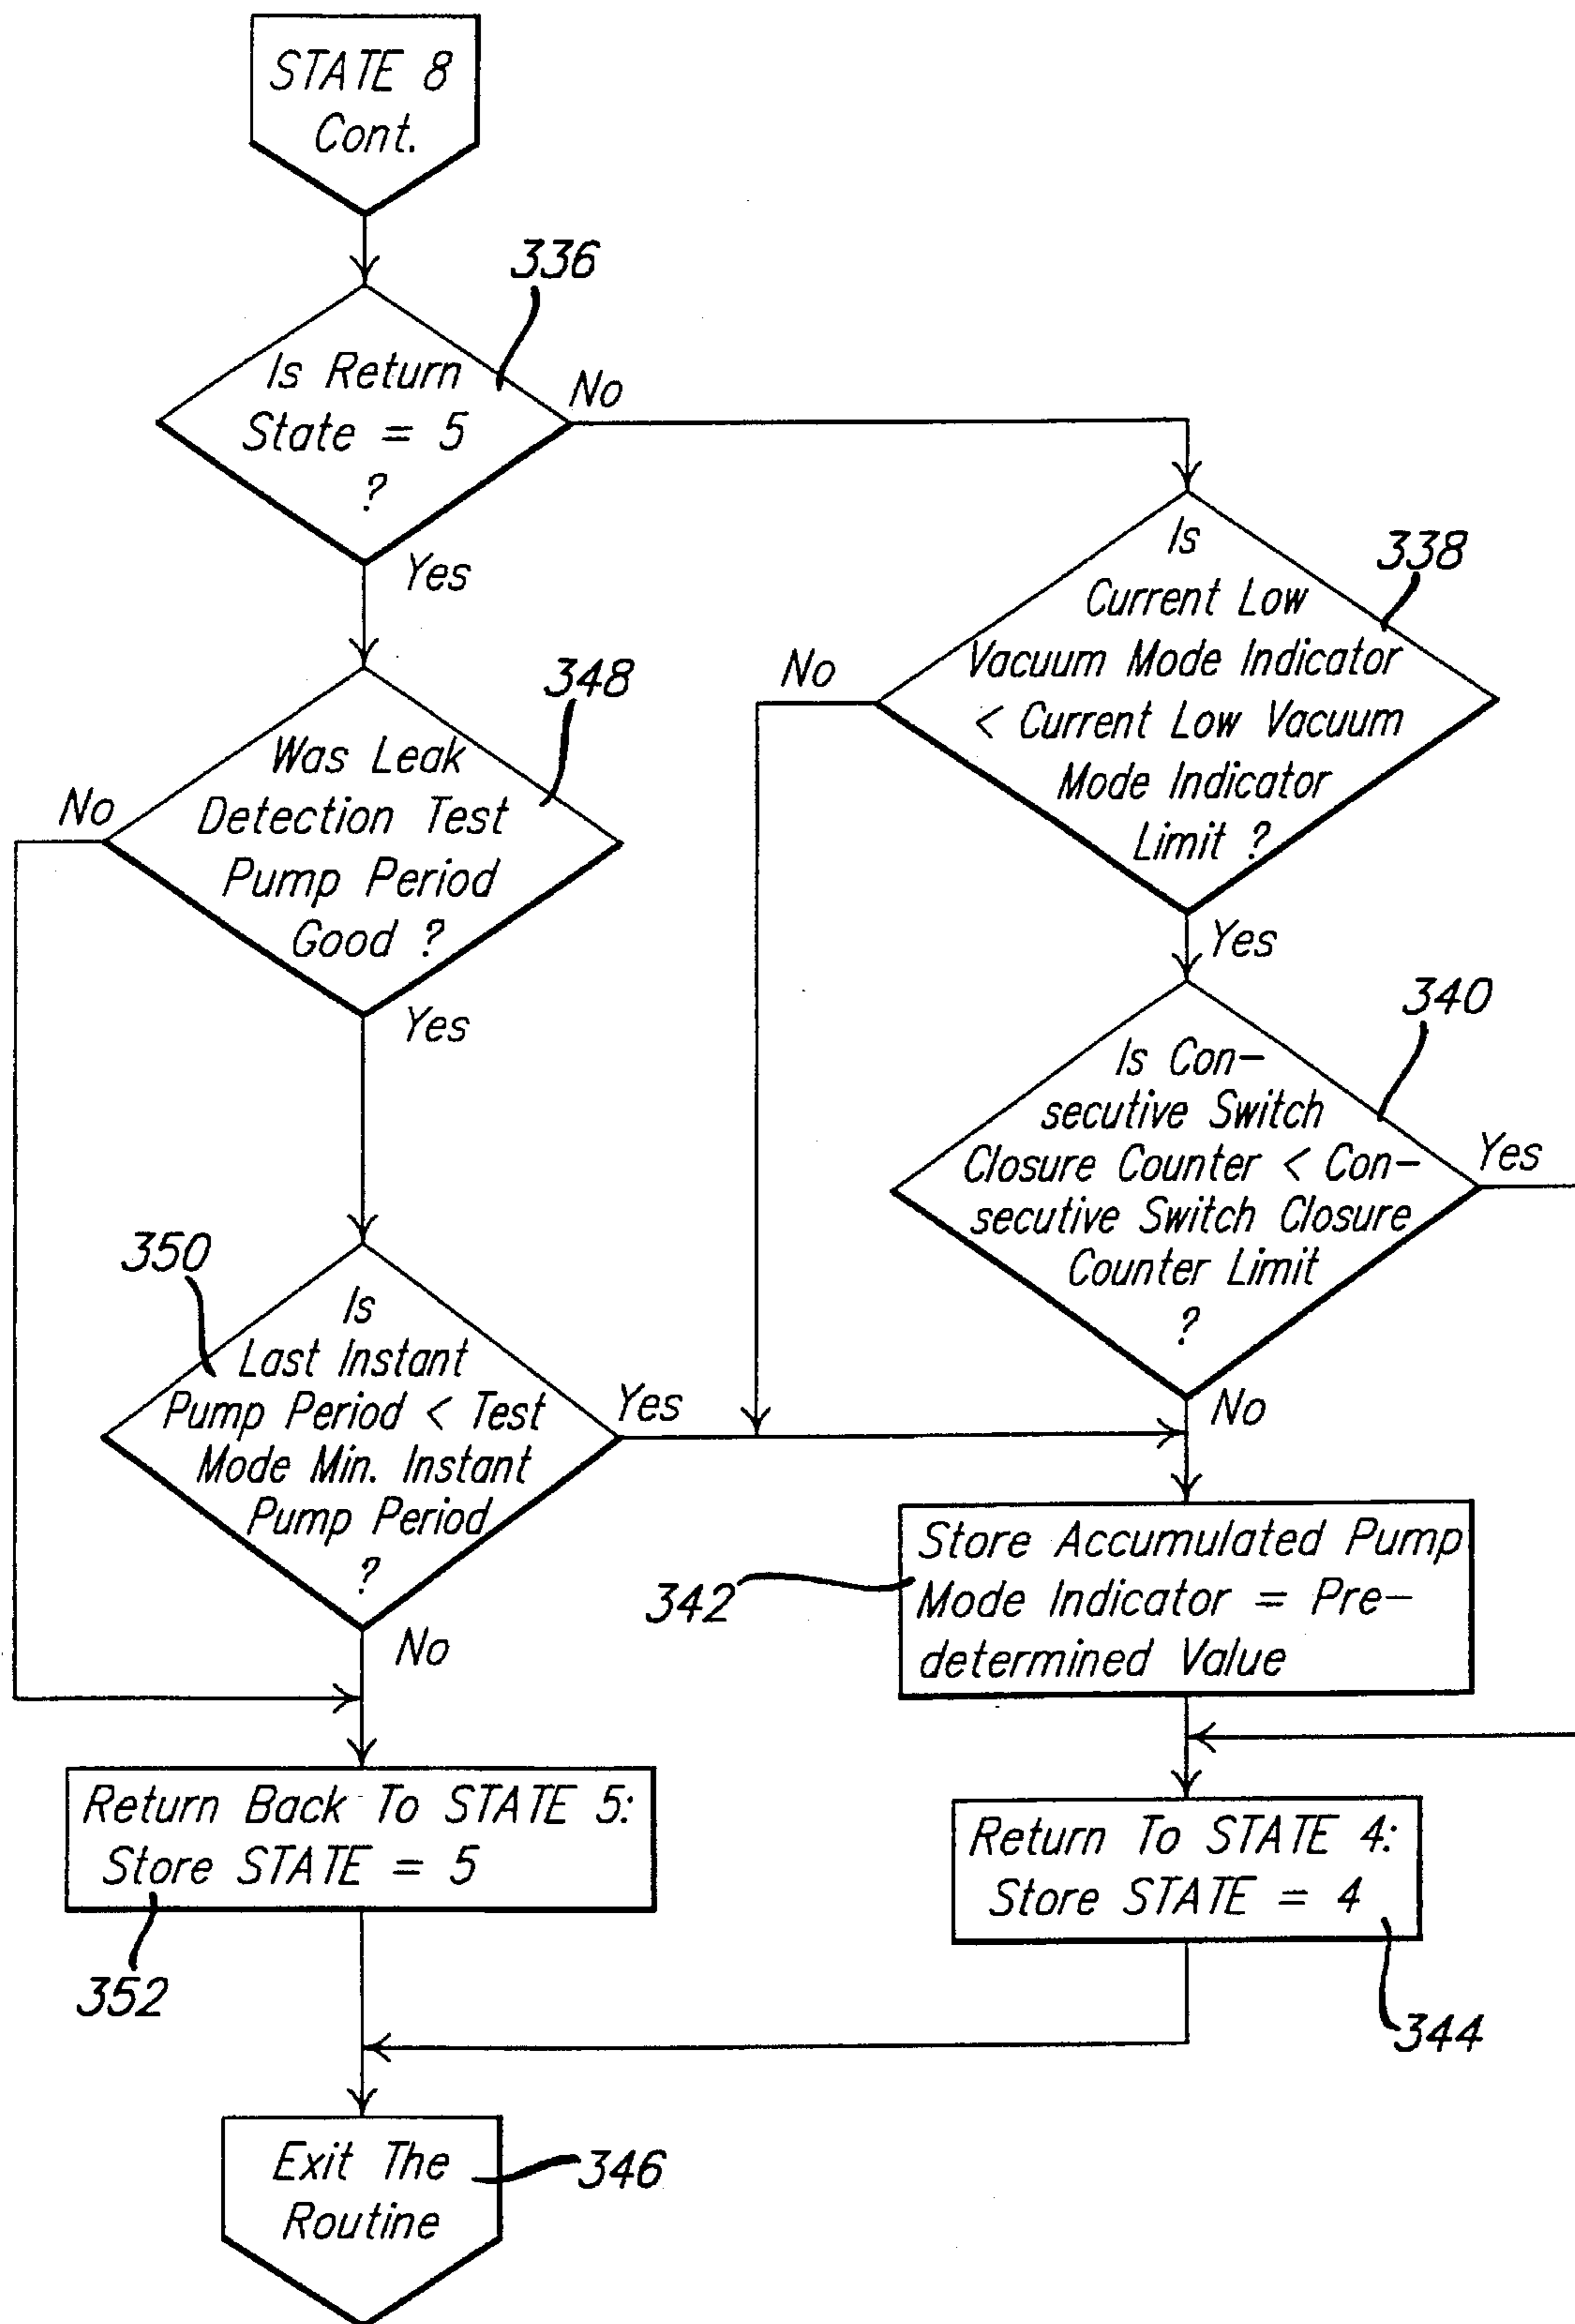 STATE 8
Cont.
336
Is Return
State = 5
?
No
Yes
Is
Current Low
Vacuum Mode Indicator
< Current Low Vacuum
Mode Indicator
Limit ?
338
No
Yes
348
Was Leak
Detection Test
Pump Period
Good ?
No
Yes
340
Is Con-
secutive Switch
Closure Counter < Con-
secutive Switch Closure
Counter Limit
?
Yes
No
350
Is
Last Instant
Pump Period < Test
Mode Min. Instant
Pump Period
?
Yes
No
Store Accumulated Pump
Mode Indicator = Pre-
determined Value
342
Return Back To STATE 5:
Store STATE = 5
352
Return To STATE 4:
Store STATE = 4
344
Exit The
Routine
346